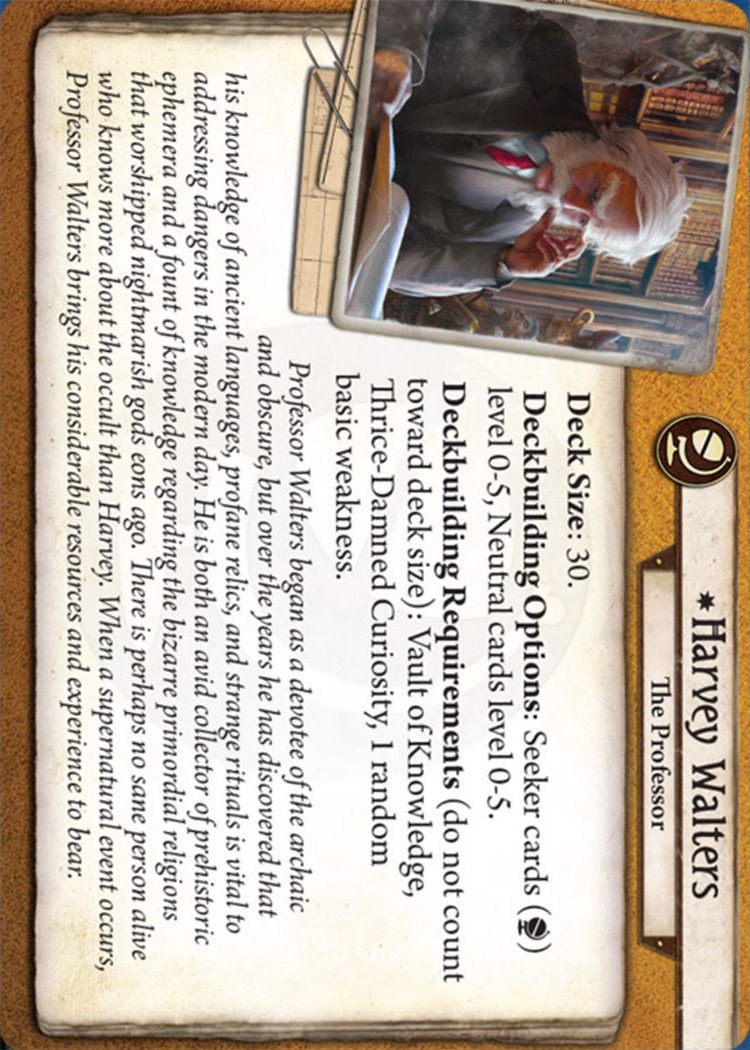 Harvey Walters
The Professor
Deck Size: 30.
Deckbuilding Options: Seeker cards ( )
level 0-5, Neutral cards level 0-5.
Deckbuilding Requirements (do not count
toward deck size): Vault of Knowledge,
Thrice-Damned Curiosity, 1 random
basic weakness.
Professor Walters began as a devotee of the archaic
and obscure, but over the years he has discovered that
his knowledge of ancient languages, profane relics, and strange rituals is vital to
addressing dangers in the modern day. He is both an avid collector of prehistoric
ephemera and a fount of knowledge regarding the bizarre primordial religions
that worshipped nightmarish gods eons ago. There is perhaps no sane person alive
who knows more about the occult than Harvey. When a supernatural event occurs,
Professor Walters brings his considerable resources and experience to bear.